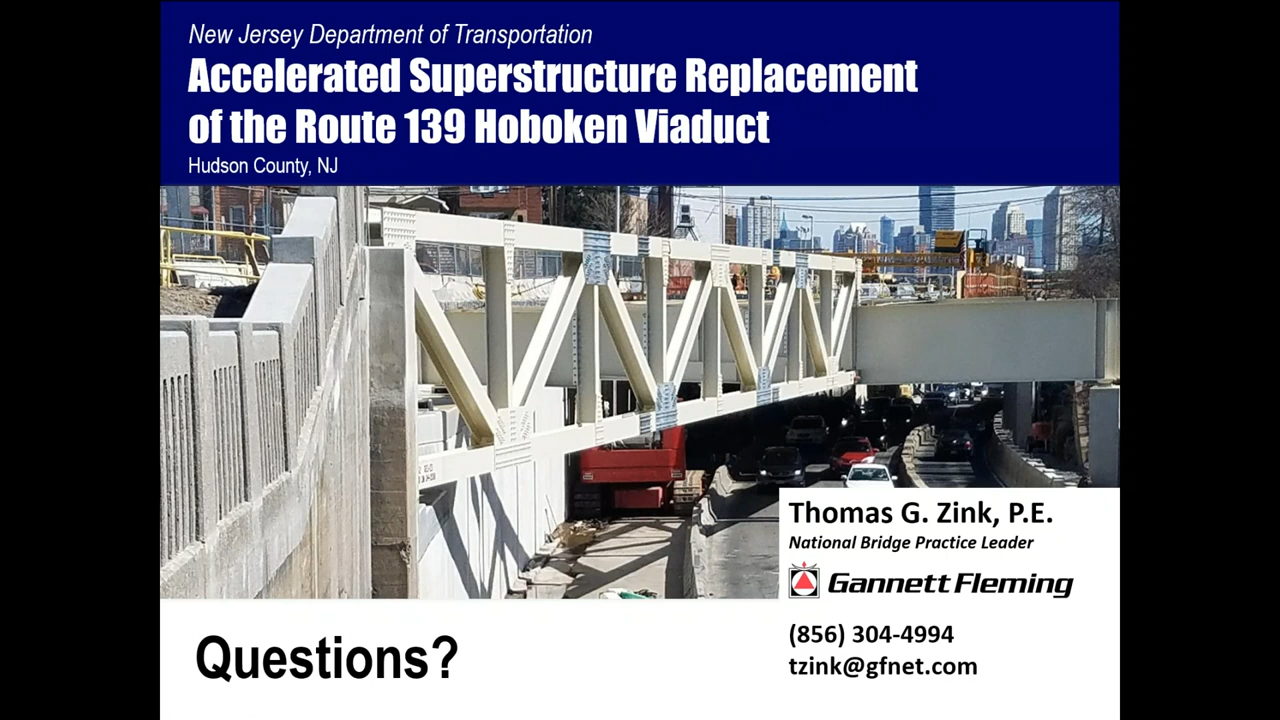 New Jersey Department of Transportation
Accelerated Superstructure Replacement
of the Route 139 Hoboken Viaduct
Hudson County, NJ
Thomas G. Zink, P.E.
National Bridge Practice Leader
Gannett Fleming
(856) 304-4994
tzink@gfnet.com
Questions?